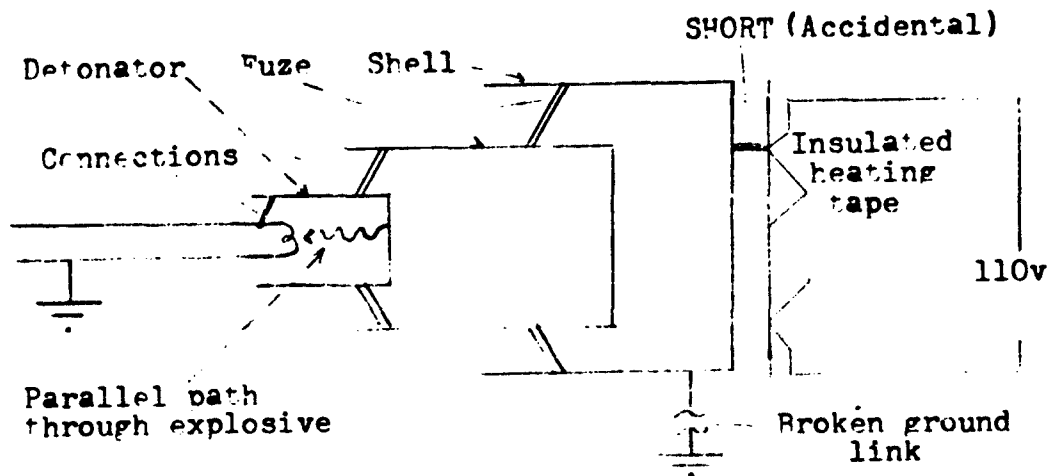 SHORT (Accidental)
Detonator Fuze Shell
Connections
Insulated
heating
tape
110v
Parallel path
through explosive
Broken ground
link